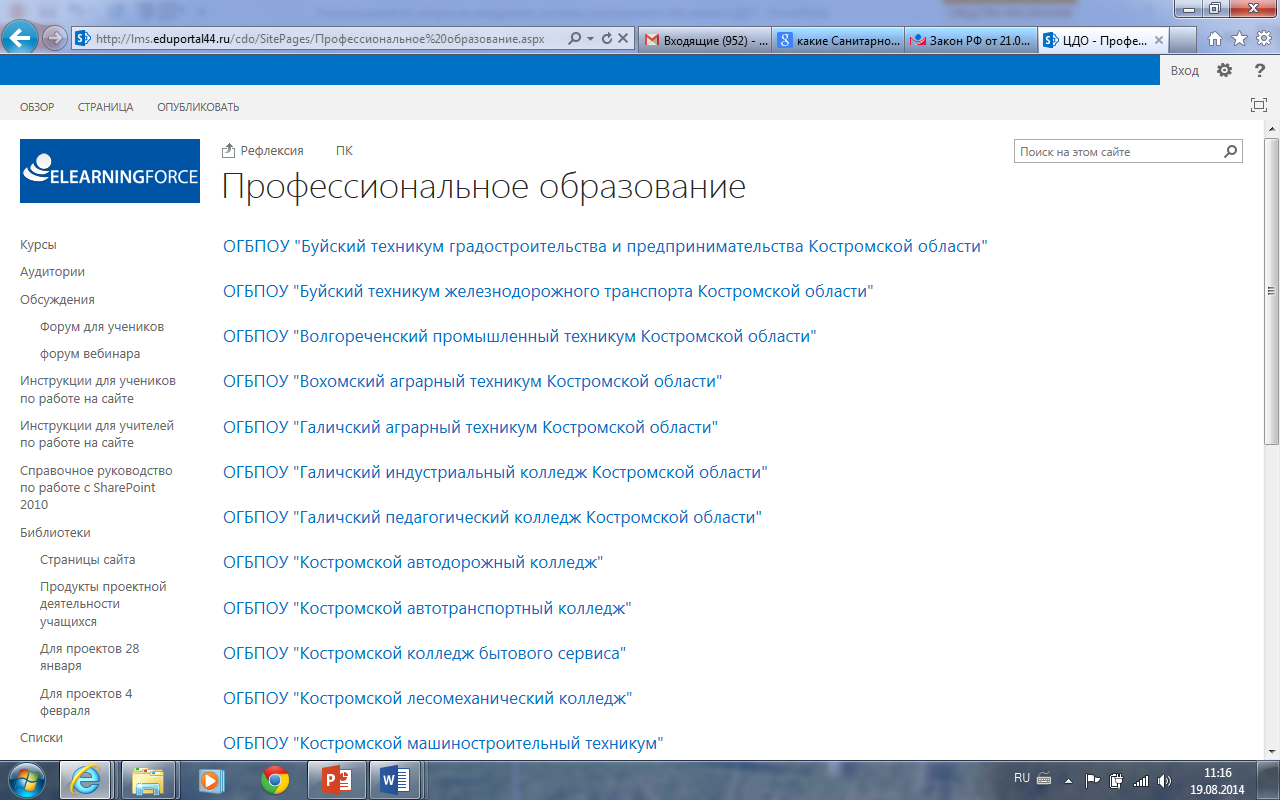 http://lms.eduportal44.ru/cdo/SitePages/Профессиональное%20образование.aspx
Входящие (952) - ...
какие Санитарно...
Закон РФ от 21.0...
ЦДО - Профе...
Вход
ОБЗОР СТРАНИЦА ОПУБЛИКОВАТЬ
ELEARNINGFORCE
Рефлексия ПК
Поиск на этом сайте
Профессиональное образование
Курсы
Аудитории
Обсуждения
Форум для учеников
форум вебинара
Инструкции для учеников
по работе на сайте
Инструкции для учителей
по работе на сайте
Справочное руководство
по работе с SharePoint
2010
Библиотеки
Страницы сайта
Продукты проектной
деятельности
учащихся
Для проектов 28
января
Для проектов 4
февраля
Списки
ОГБПОУ "Буйский техникум градостроительства и предпринимательства Костромской области"
ОГБПОУ "Буйский техникум железнодорожного транспорта Костромской области"
ОГБПОУ "Волгореченский промышленный техникум Костромской области"
ОГБПОУ "Вохомский аграрный техникум Костромской области"
ОГБПОУ "Галичский аграрный техникум Костромской области"
ОГБПОУ "Галичский индустриальный колледж Костромской области"
ОГБПОУ "Галичский педагогический колледж Костромской области"
ОГБПОУ "Костромской автодорожный колледж"
ОГБПОУ "Костромской автотранспортный колледж"
ОГБПОУ "Костромской колледж бытового сервиса"
ОГБПОУ "Костромской лесомеханический колледж"
ОГБПОУ "Костромской машиностроительный техникум"
RU
11:16
19.08.2014